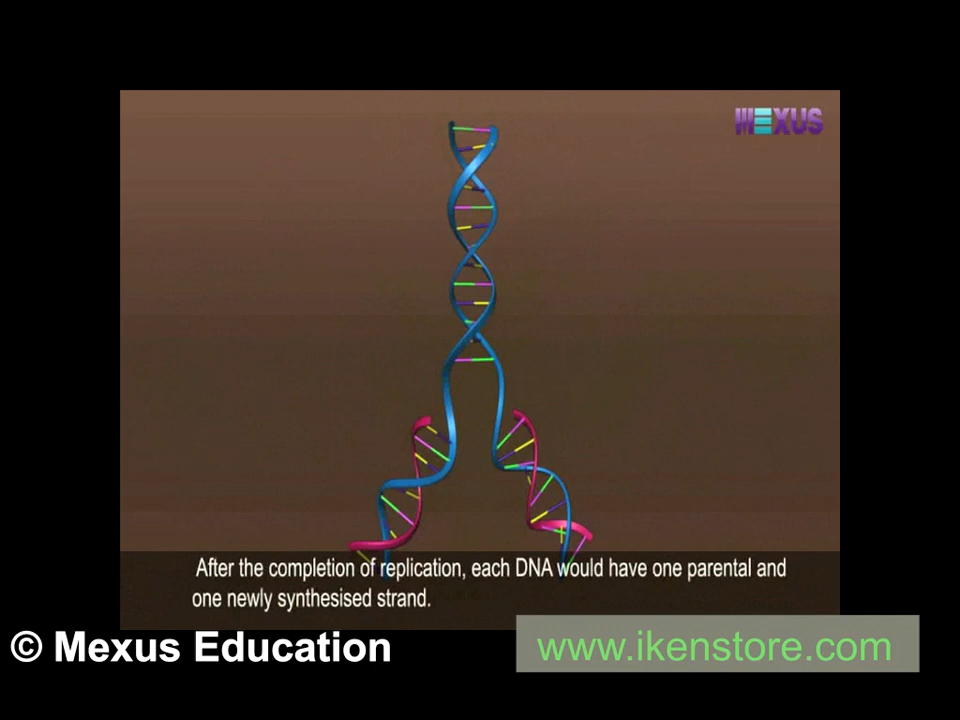 MEXUS
After the completion of replication, each DNA would have one parental and
one newly synthesised strand.
© Mexus Education
www.ikenstore.com